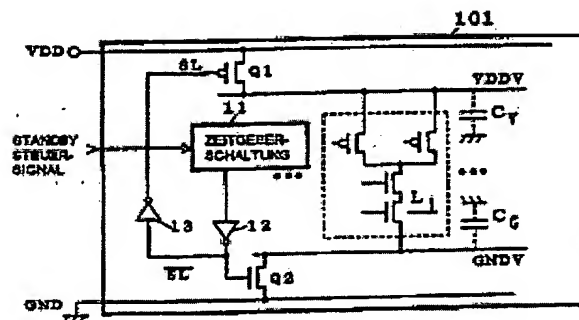 101
VDD
SL
Q1
VDDV
11
STANDBY
STEUER-
SIGNAL
ZEITGEBER-
SCHALTUNG
CV
Li
13
12
CG
SL
Q2
GNDV
GND